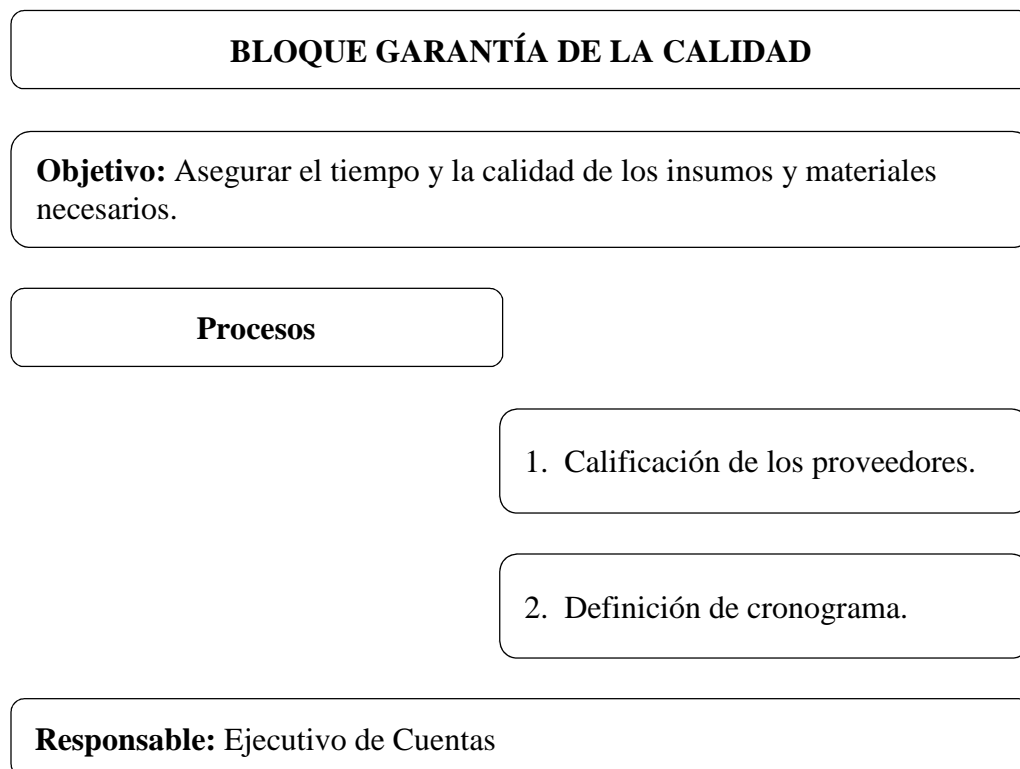 BLOQUE GARANTÍA DE LA CALIDAD
Objetivo: Asegurar el tiempo y la calidad de los insumos y materiales
necesarios.
Procesos
1. Calificación de los proveedores.
2. Definición de cronograma.
Responsable: Ejecutivo de Cuentas